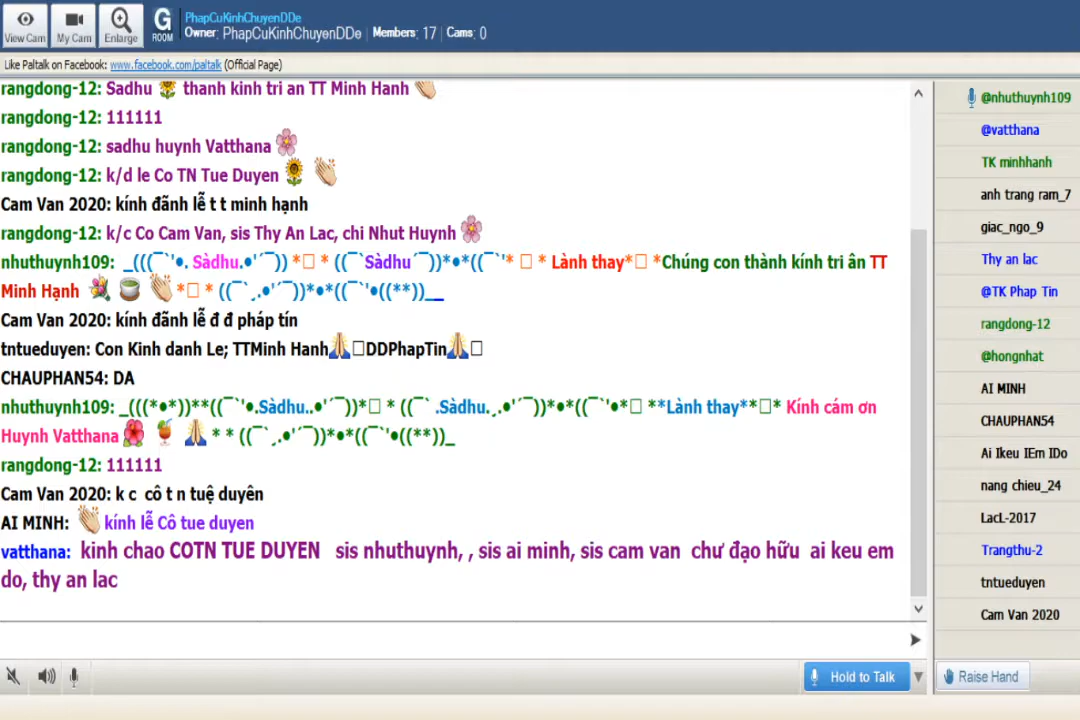 PhapCuKinhChuyenDDe
G
ROOM
Owner: PhapCuKinhChuyenDDe Members: 17 Cams: 0
View Cam
My Cam
Enlarge
Like Paltalk on Facebook: www.facebook.com/paltalk (Official Page)
rangdong-12: Sadhu 🌻 thanh kinh tri an TT Minh Hanh 👏
rangdong-12: 111111
rangdong-12: sadhu huynh Vatthana 🌸
rangdong-12: k/d le Co TN Tue Duyen 🌻 👏
Cam Van 2020: kính đãnh lễ t t minh hạnh
rangdong-12: k/c Co Cam Van, sis Thy An Lac, chi Nhut Huynh 🌸
nhuthuynh109: _(((¯`'•. Sàdhu.•'´¯)) *□ * ((¯`Sàdhu´¯))*•*((¯`'* □ * Lành thay*□ *Chúng con thành kính tri ân TT
Minh Hạnh 💐 🍵 👏 *□ * ((¯`¸.•'´¯))*•*((¯`'•((**))__
Cam Van 2020: kính đãnh lễ đ đ pháp tín
tntueduyen: Con Kinh danh Le; TTMinh Hanh🙏□DDPhapTin🙏□
CHAUPHAN54: DA
nhuthuynh109: _(((*•*))**((¯`'•.Sàdhu..•'´¯))*□ * ((¯` .Sàdhu.¸.•'´¯))*•*((¯`'•*□ **Lành thay**□* Kính cám ơn
Huynh Vatthana 🌺 🍹 🙏 * * ((¯`¸.•'´¯))*•*((¯`'•((**))_
rangdong-12: 111111
Cam Van 2020: k c cô t n tuệ duyên
AI MINH: 👏 kính lễ Cô tue duyen
vatthana: kinh chao COTN TUE DUYEN sis nhuthuynh, , sis ai minh, sis cam van chư đạo hữu ai keu em
do, thy an lac
@nhuthuynh109
@vatthana
TK minhhanh
anh trang ram_7
giac_ngo_9
Thy an lac
@TK Phap Tin
rangdong-12
@hongnhat
AI MINH
CHAUPHAN54
Ai Ikeu IEm IDo
nang chieu_24
LacL-2017
Trangthu-2
tntueduyen
Cam Van 2020
Hold to Talk
Raise Hand